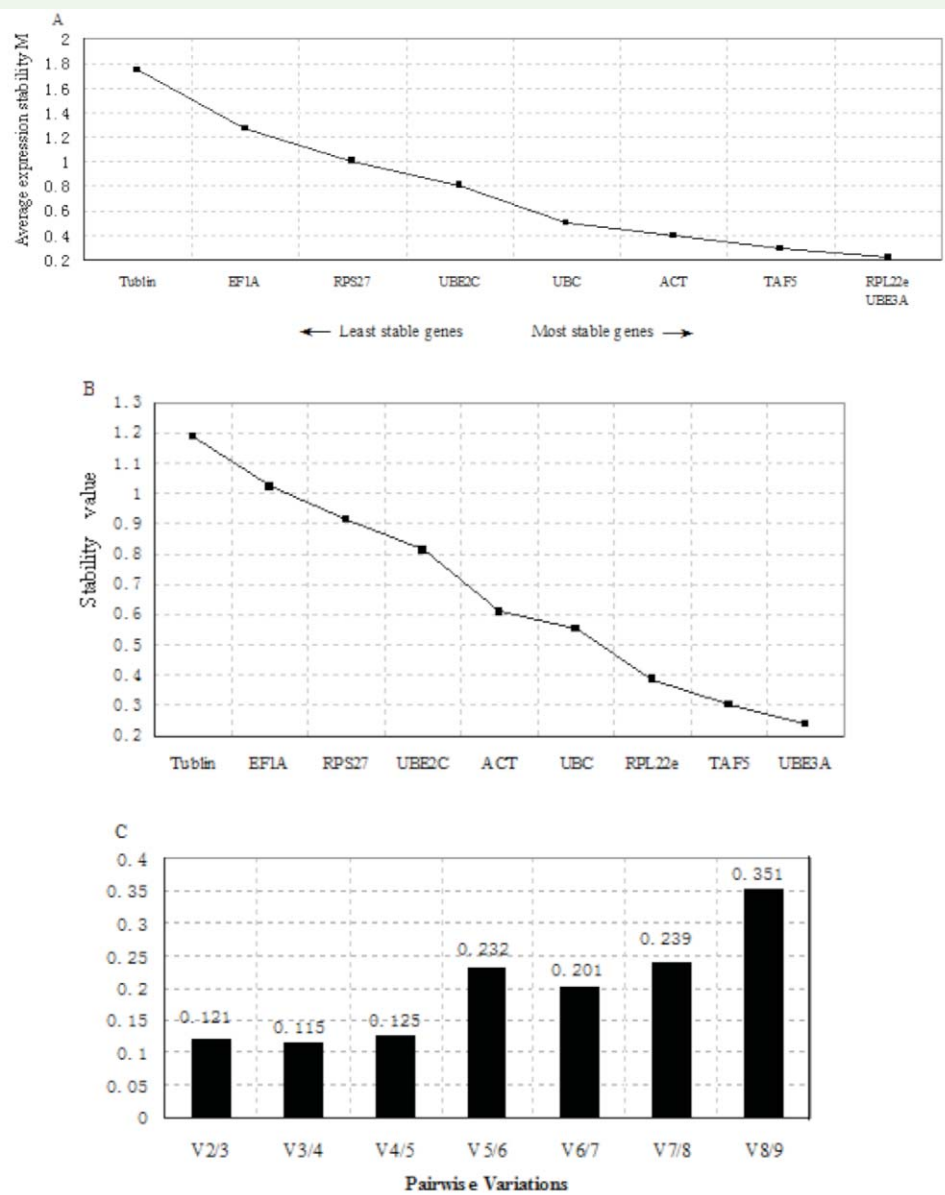 A
Average expression stability M
2
1. 8
1. 6
1. 4
1. 2
1
0. 8
0. 6
0. 4
0. 2
Tublin EF1A RPS27 UBE2C UBC ACT TAF5 RPL22e
UBE3A
← Least stable genes Most stable genes →
B
Stability value
1. 3
1. 2
1. 1
1
0. 9
0. 8
0. 7
0. 6
0. 5
0. 4
0. 3
0. 2
Tublin EF1A RPS27 UBE2C ACT UBC RPL22e TAF5 UBE3A
C
0. 4
0. 35
0. 3
0. 25
0. 2
0. 15
0. 1
0. 05
0
0. 121 0. 115 0. 125 0. 232 0. 201 0. 239 0. 351
V2/3 V3/4 V4/5 V5/6 V6/7 V7/8 V8/9
Pairwise Variations